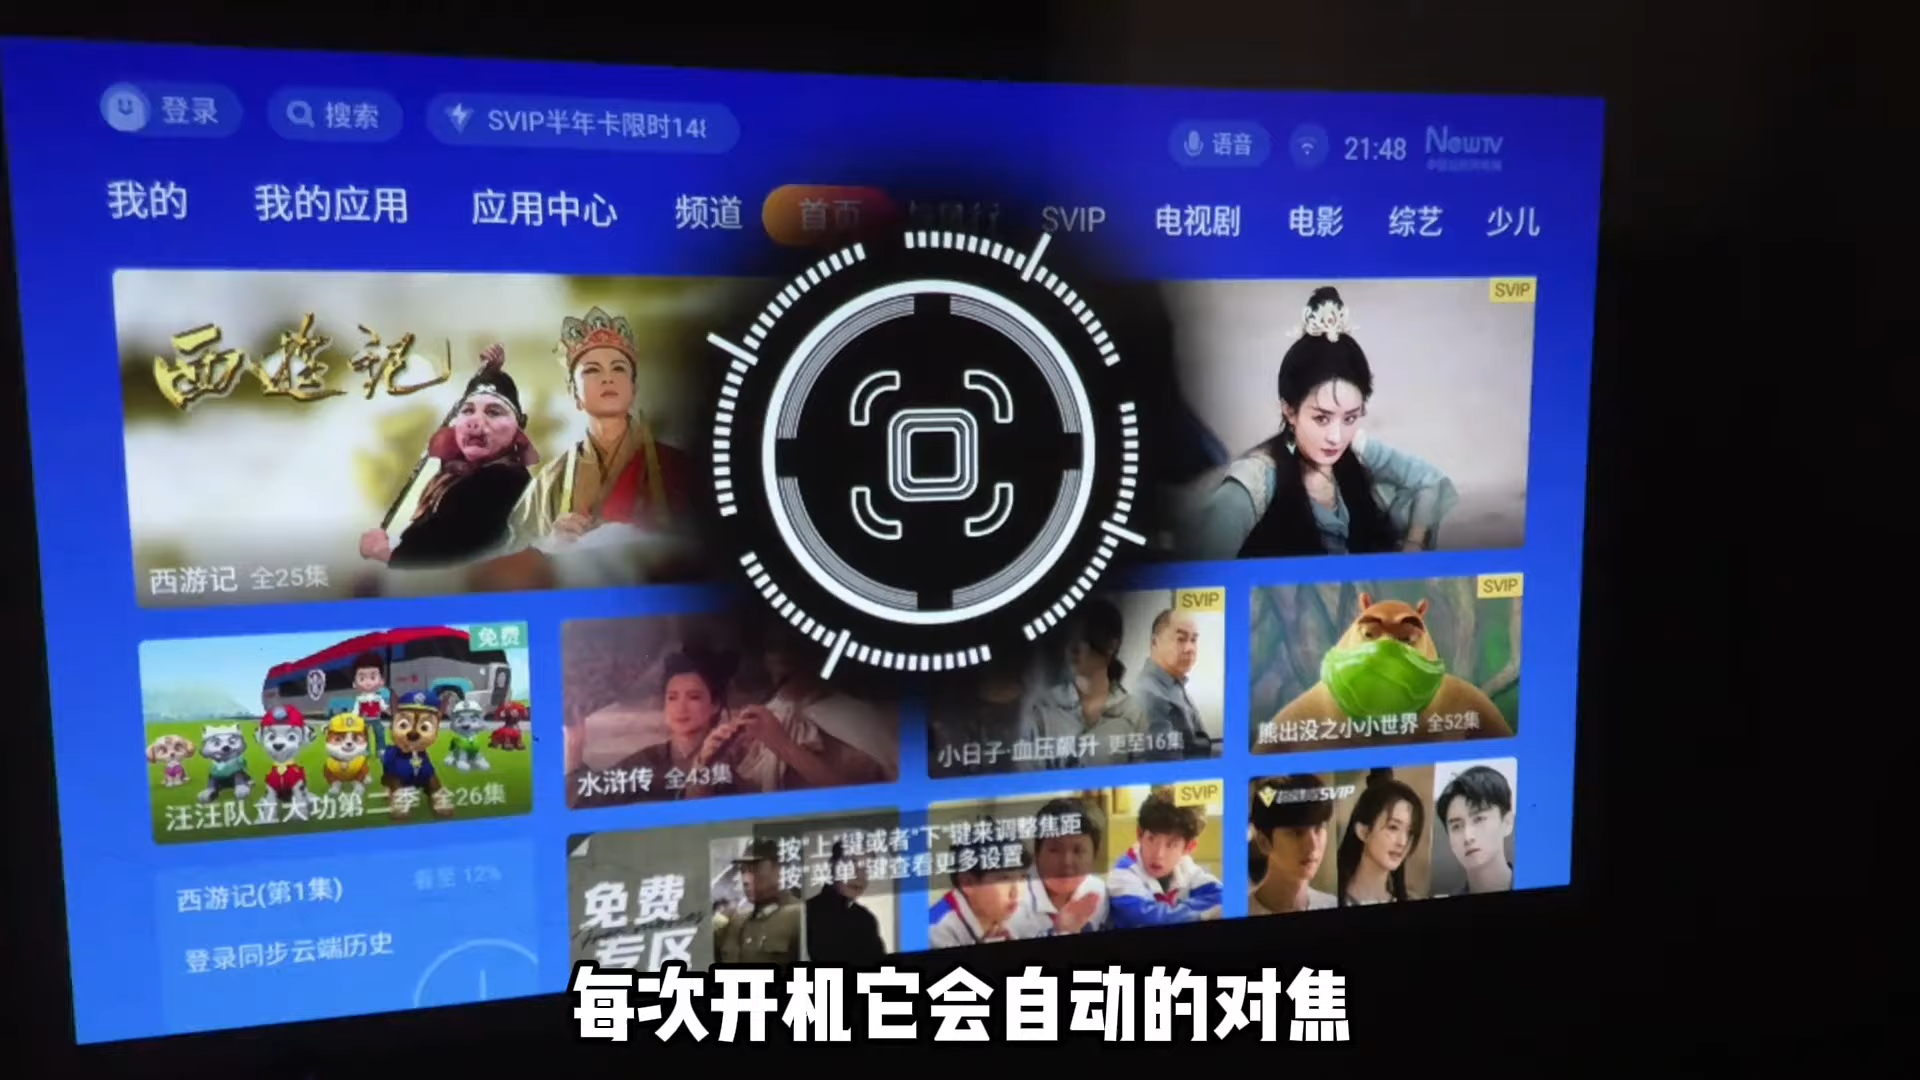 登录
搜索
SVIP半年卡限时148
语音
21:48
NewTV
我的
我的应用
应用中心
频道
首页
SVIP
电视剧
电影
综艺
少儿
西游记
SVIP
西游记 全25集
免费
汪汪队立大功第二季 全26集
水浒传 全43集
SVIP
小日子·血压飙升 更至16集
SVIP
熊出没之小小世界 全52集
西游记(第1集)
看至 12%
登录同步云端历史
免费
专区
按"上"键或者"下"键来调整焦距
按"菜单"键查看更多设置
SVIP
SVIP
每次开机它会自动的对焦